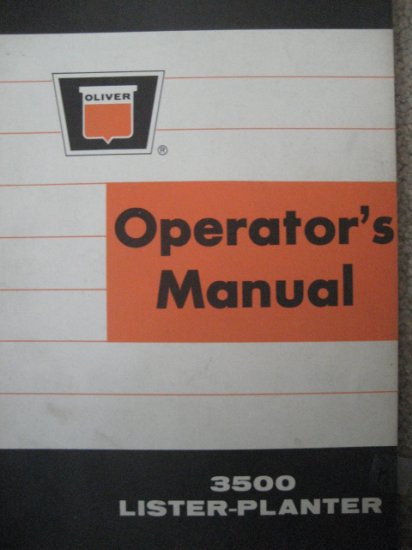 OLIVER
®
Operator's
Manual
3500
LISTER-PLANTER